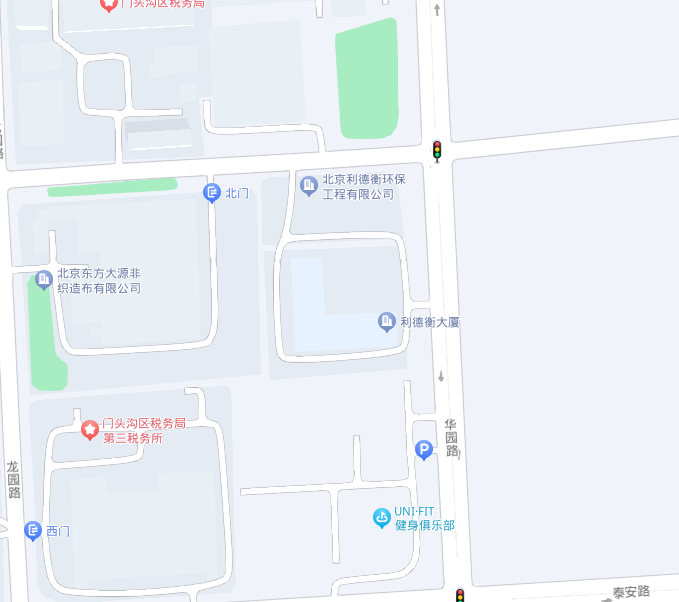 门头沟区税务局
园路
北京利德衡环保
工程有限公司
北门
北京东方大源非
织造布有限公司
利德衡大厦
门头沟区税务局
第三税务所
华园路
P
龙园路
UNI·FIT
健身俱乐部
西门
泰安路